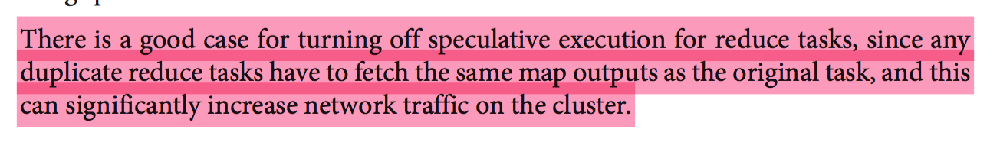 There is a good case for turning off speculative execution for reduce tasks, since any
duplicate reduce tasks have to fetch the same map outputs as the original task, and this
can significantly increase network traffic on the cluster.